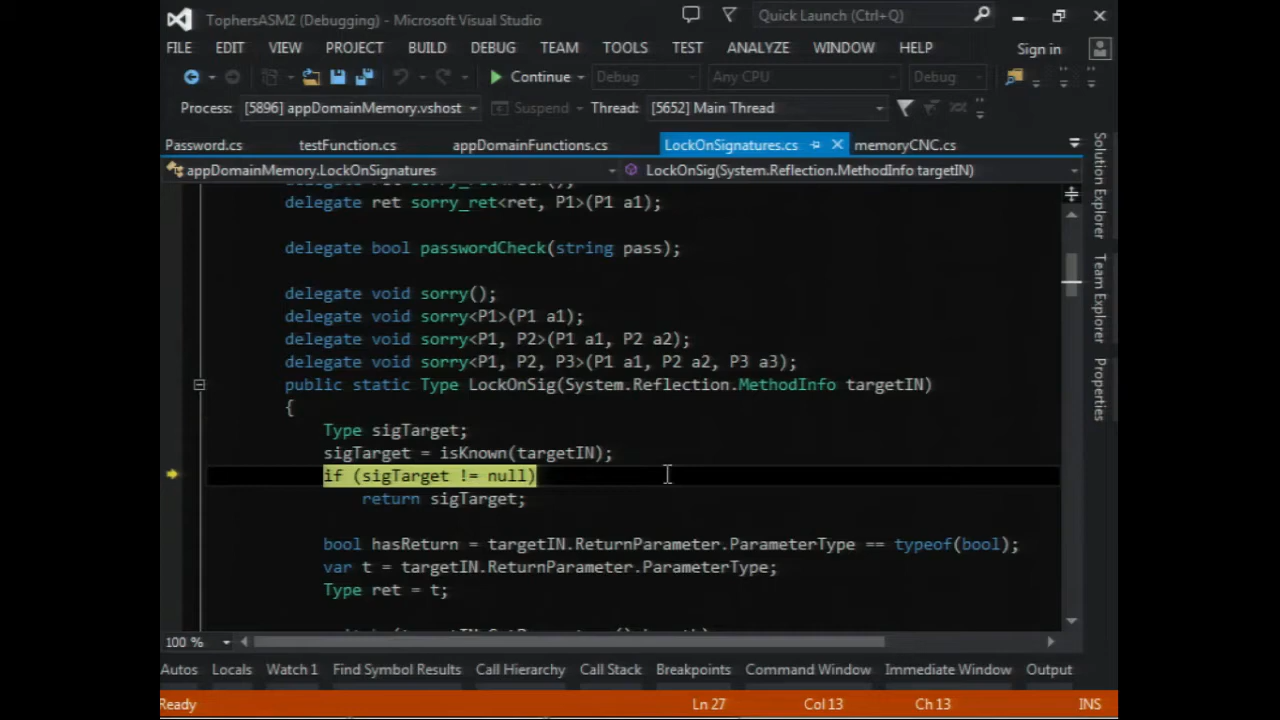 TophersASM2 (Debugging) - Microsoft Visual Studio
Quick Launch (Ctrl+Q)
FILE EDIT VIEW PROJECT BUILD DEBUG TEAM TOOLS TEST ANALYZE WINDOW HELP Sign in
Continue Debug Any CPU Debug
Process: [5896] appDomainMemory.vshost Suspend Thread: [5652] Main Thread
Password.cs testFunction.cs appDomainFunctions.cs LockOnSignatures.cs memoryCNC.cs
appDomainMemory.LockOnSignatures LockOnSig(System.Reflection.MethodInfo targetIN)
delegate ret sorry_ret<ret, P1>(P1 a1);
delegate bool passwordCheck(string pass);
delegate void sorry();
delegate void sorry<P1>(P1 a1);
delegate void sorry<P1, P2>(P1 a1, P2 a2);
delegate void sorry<P1, P2, P3>(P1 a1, P2 a2, P3 a3);
public static Type LockOnSig(System.Reflection.MethodInfo targetIN)
{
Type sigTarget;
sigTarget = isKnown(targetIN);
if (sigTarget != null)
return sigTarget;
bool hasReturn = targetIN.ReturnParameter.ParameterType == typeof(bool);
var t = targetIN.ReturnParameter.ParameterType;
Type ret = t;
100 %
Autos Locals Watch 1 Find Symbol Results Call Hierarchy Call Stack Breakpoints Command Window Immediate Window Output
Ready Ln 27 Col 13 Ch 13 INS
Solution Explorer
Team Explorer
Properties